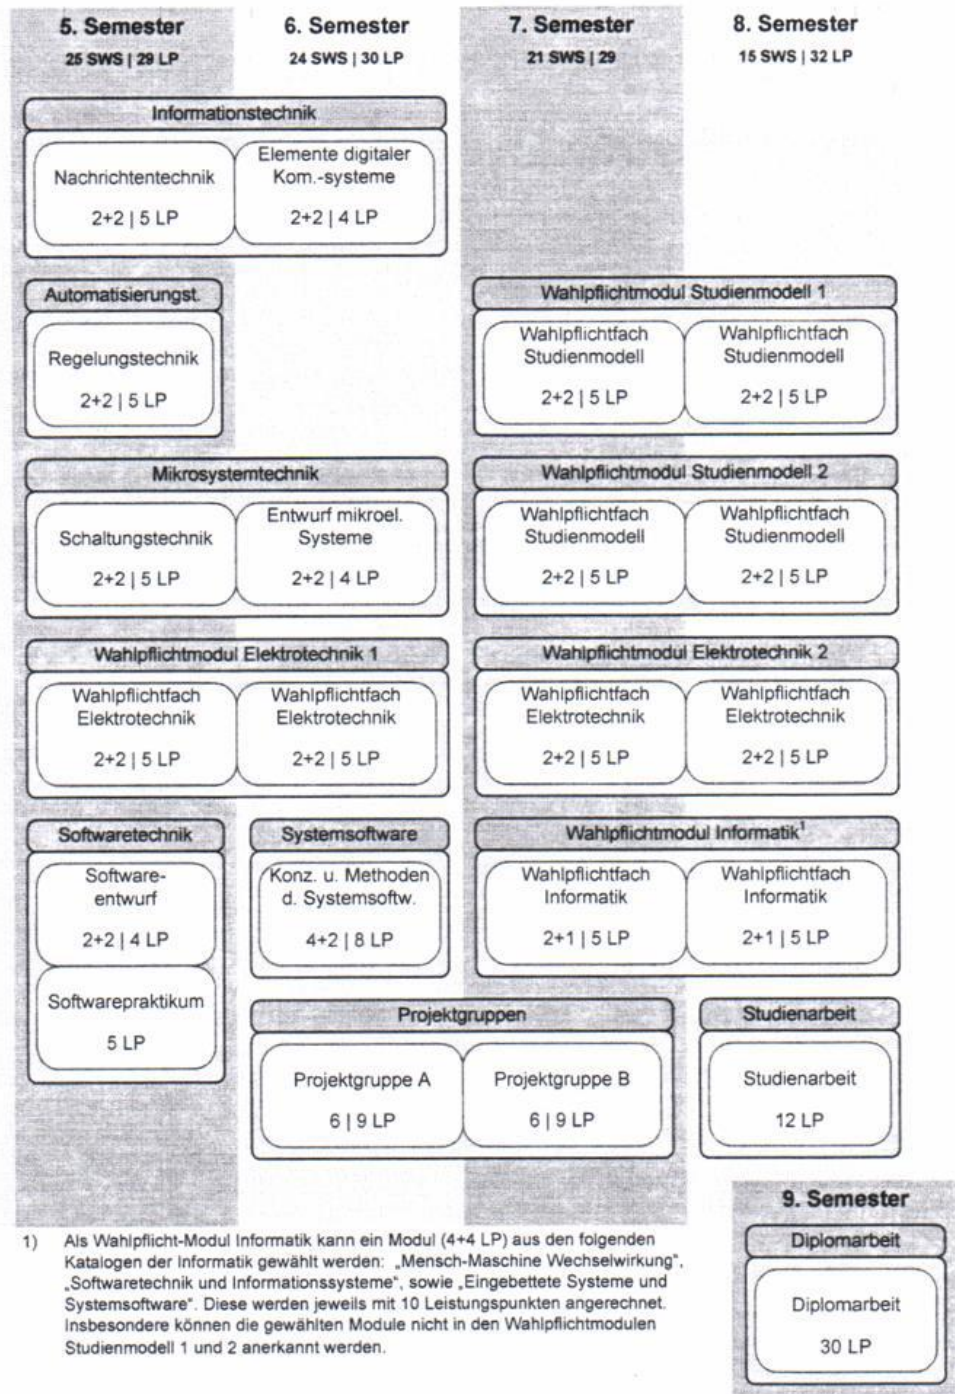 5. Semester
25 SWS | 29 LP
6. Semester
24 SWS | 30 LP
7. Semester
21 SWS | 29
8. Semester
15 SWS | 32 LP
Informationstechnik
Nachrichtentechnik
2+2 | 5 LP
Elemente digitaler
Kom.-systeme
2+2 | 4 LP
Automatisierungst.
Regelungstechnik
2+2 | 5 LP
Wahlpflichtmodul Studienmodell 1
Wahlpflichtfach
Studienmodell
2+2 | 5 LP
Wahlpflichtfach
Studienmodell
2+2 | 5 LP
Mikrosystemtechnik
Schaltungstechnik
2+2 | 5 LP
Entwurf mikroel.
Systeme
2+2 | 4 LP
Wahlpflichtmodul Studienmodell 2
Wahlpflichtfach
Studienmodell
2+2 | 5 LP
Wahlpflichtfach
Studienmodell
2+2 | 5 LP
Wahlpflichtmodul Elektrotechnik 1
Wahlpflichtfach
Elektrotechnik
2+2 | 5 LP
Wahlpflichtfach
Elektrotechnik
2+2 | 5 LP
Wahlpflichtmodul Elektrotechnik 2
Wahlpflichtfach
Elektrotechnik
2+2 | 5 LP
Wahlpflichtfach
Elektrotechnik
2+2 | 5 LP
Softwaretechnik
Software-
entwurf
2+2 | 4 LP
Softwarepraktikum
5 LP
Systemsoftware
Konz. u. Methoden
d. Systemsoftw.
4+2 | 8 LP
Wahlpflichtmodul Informatik¹
Wahlpflichtfach
Informatik
2+1 | 5 LP
Wahlpflichtfach
Informatik
2+1 | 5 LP
Projektgruppen
Projektgruppe A
6 | 9 LP
Projektgruppe B
6 | 9 LP
Studienarbeit
Studienarbeit
12 LP
9. Semester
Diplomarbeit
Diplomarbeit
30 LP
1) Als Wahlpflicht-Modul Informatik kann ein Modul (4+4 LP) aus den folgenden
Katalogen der Informatik gewählt werden: „Mensch-Maschine Wechselwirkung",
„Softwaretechnik und Informationssysteme", sowie „Eingebettete Systeme und
Systemsoftware". Diese werden jeweils mit 10 Leistungspunkten angerechnet.
Insbesondere können die gewählten Module nicht in den Wahlpflichtmodulen
Studienmodell 1 und 2 anerkannt werden.